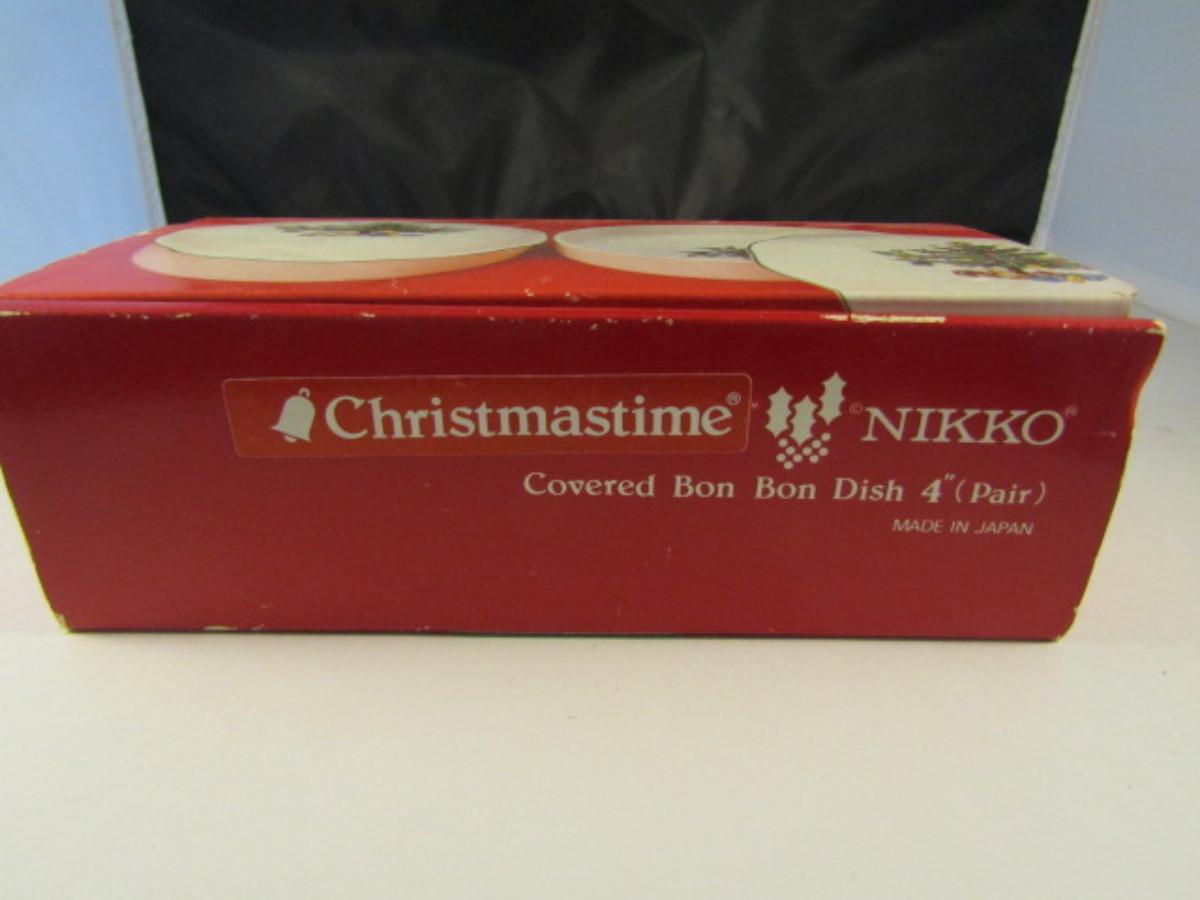 Christmastime® ©NIKKO®
Covered Bon Bon Dish 4"(Pair)
MADE IN JAPAN